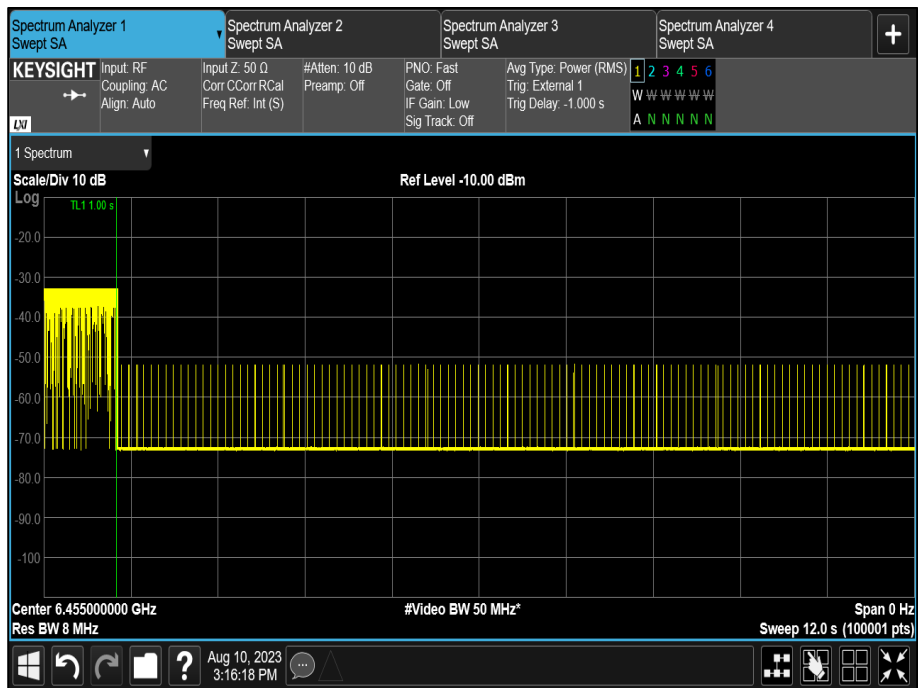 Spectrum Analyzer 1
Swept SA
Spectrum Analyzer 2
Swept SA
Spectrum Analyzer 3
Swept SA
Spectrum Analyzer 4
Swept SA
+
KEYSIGHT
LXI
Input: RF
Coupling: AC
Align: Auto
Input Z: 50 Ω
Corr CCorr RCal
Freq Ref: Int (S)
#Atten: 10 dB
Preamp: Off
PNO: Fast
Gate: Off
IF Gain: Low
Sig Track: Off
Avg Type: Power (RMS)
Trig: External 1
Trig Delay: -1.000 s
1 2 3 4 5 6
W W W W W W
A N N N N N
1 Spectrum
Scale/Div 10 dB
Ref Level -10.00 dBm
Log
TL1 1.00 s
-20.0
-30.0
-40.0
-50.0
-60.0
-70.0
-80.0
-90.0
-100
Center 6.455000000 GHz
#Video BW 50 MHz*
Span 0 Hz
Res BW 8 MHz
Sweep 12.0 s (100001 pts)
?
Aug 10, 2023
3:16:18 PM